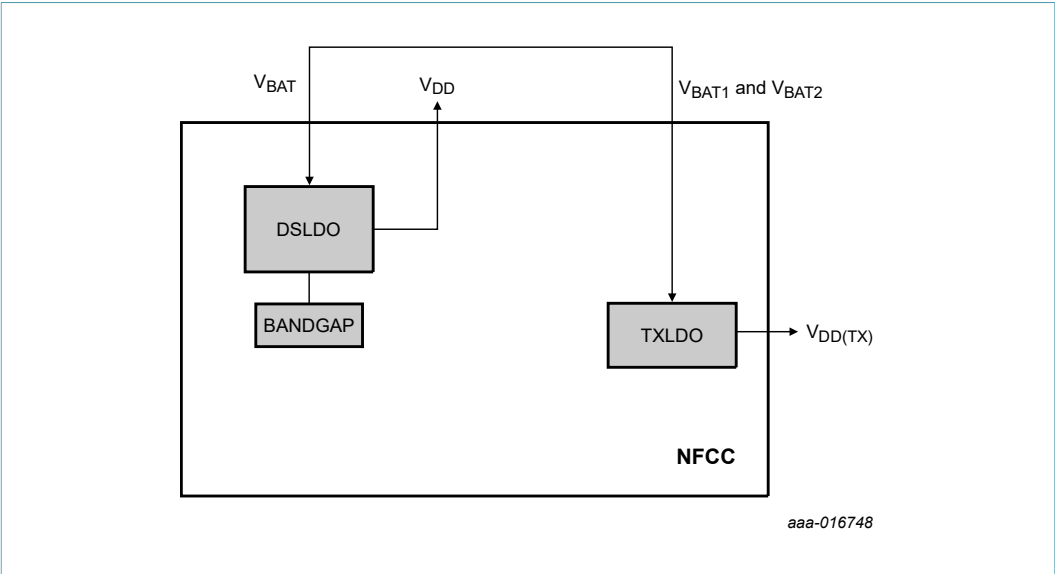 VBAT
VDD
VBAT1 and VBAT2
DSLDO
BANDGAP
TXLDO
VDD(TX)
NFCC
aaa-016748